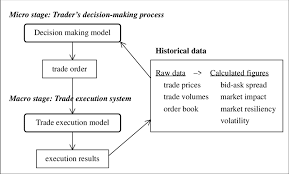 Micro stage: Trader's decision-making process
Decision making model
trade order
Macro stage: Trade execution system
Trade execution model
execution results
Historical data
Raw data –> Calculated figures
trade prices bid-ask spread
trade volumes market impact
order book market resiliency
volatility